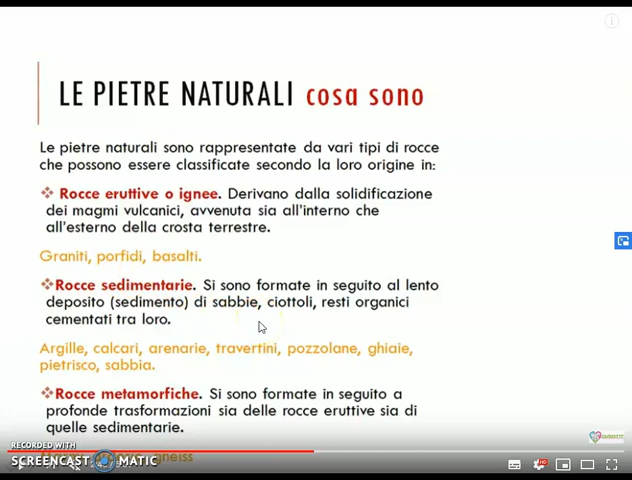 LE PIETRE NATURALI cosa sono
Le pietre naturali sono rappresentate da vari tipi di rocce
che possono essere classificate secondo la loro origine in:
Rocce eruttive o ignee. Derivano dalla solidificazione
dei magmi vulcanici, avvenuta sia all'interno che
all'esterno della crosta terrestre.
Graniti, porfidi, basalti.
Rocce sedimentarie. Si sono formate in seguito al lento
deposito (sedimento) di sabbie, ciottoli, resti organici
cementati tra loro.
Argille, calcari, arenarie, travertini, pozzolane, ghiaie,
pietrisco, sabbia.
Rocce metamorfiche. Si sono formate in seguito a
profonde trasformazioni sia delle rocce eruttive sia di
quelle sedimentarie.
gneiss
RECORDED WITH
SCREENCAST MATIC